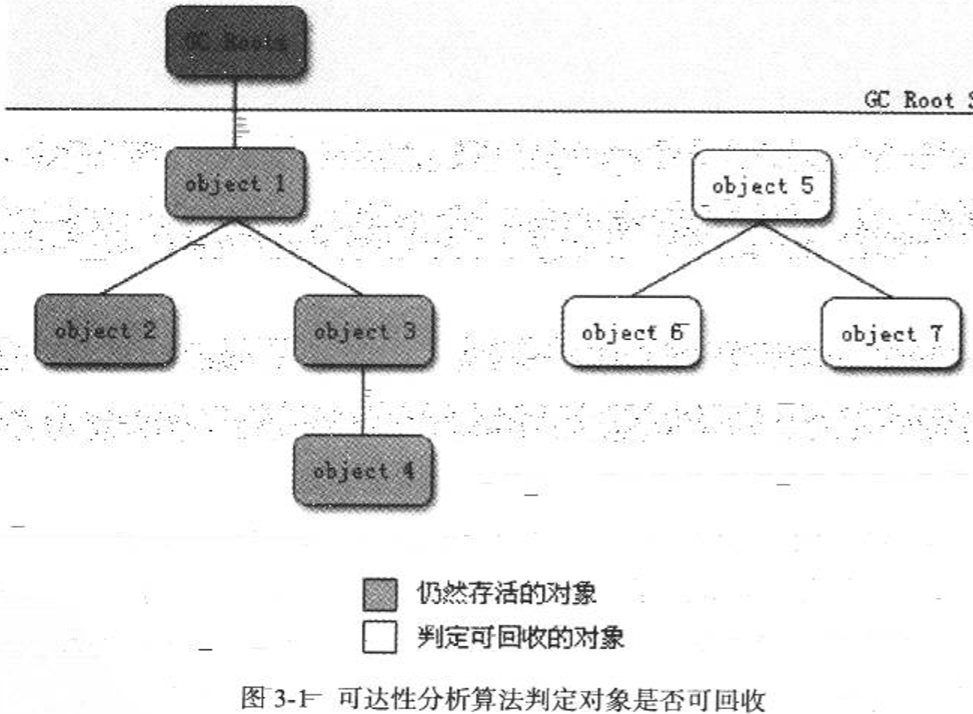 GC Roots
GC Root S
object 1
object 5
object 2
object 3
object 6
object 7
object 4
仍然存活的对象
判定可回收的对象
图 3-1 可达性分析算法判定对象是否可回收